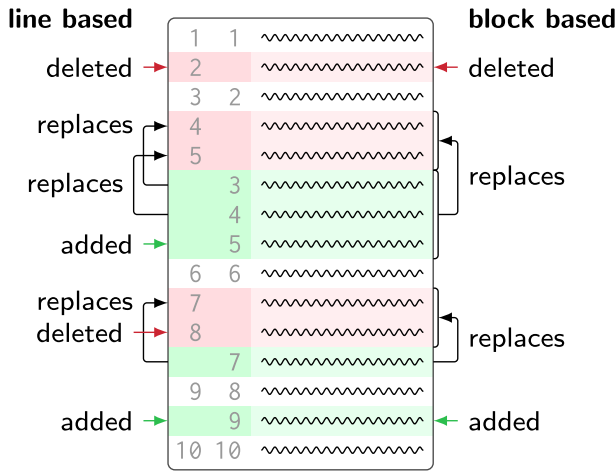 line based block based
1 1
deleted 2 deleted
3 2
replaces 4
5
replaces 3 replaces
4
added 5
6 6
replaces 7
deleted 8 replaces
7
9 8
added 9 added
10 10